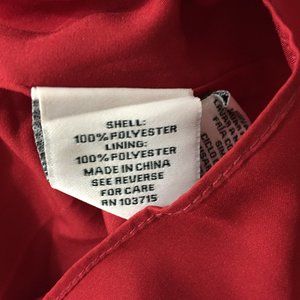 SHELL:
100% POLYESTER
LINING:
100% POLYESTER
MADE IN CHINA
SEE REVERSE
FOR CARE
RN 103715